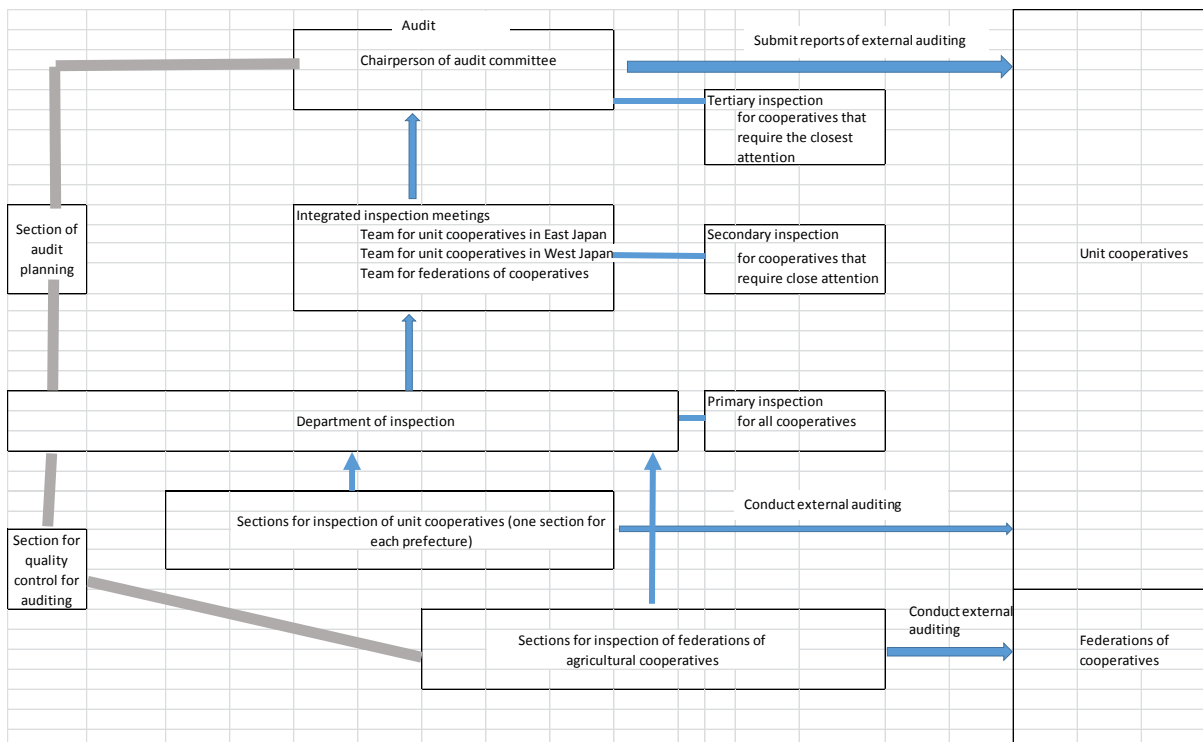 Audit
Chairperson of audit committee
Submit reports of external auditing
Tertiary inspection
for cooperatives that
require the closest
attention
Section of
audit
planning
Integrated inspection meetings
Team for unit cooperatives in East Japan
Team for unit cooperatives in West Japan
Team for federations of cooperatives
Secondary inspection
for cooperatives that
require close attention
Unit cooperatives
Department of inspection
Primary inspection
for all cooperatives
Sections for inspection of unit cooperatives (one section for
each prefecture)
Conduct external auditing
Section for
quality
control for
auditing
Sections for inspection of federations of
agricultural cooperatives
Conduct external
auditing
Federations of
cooperatives